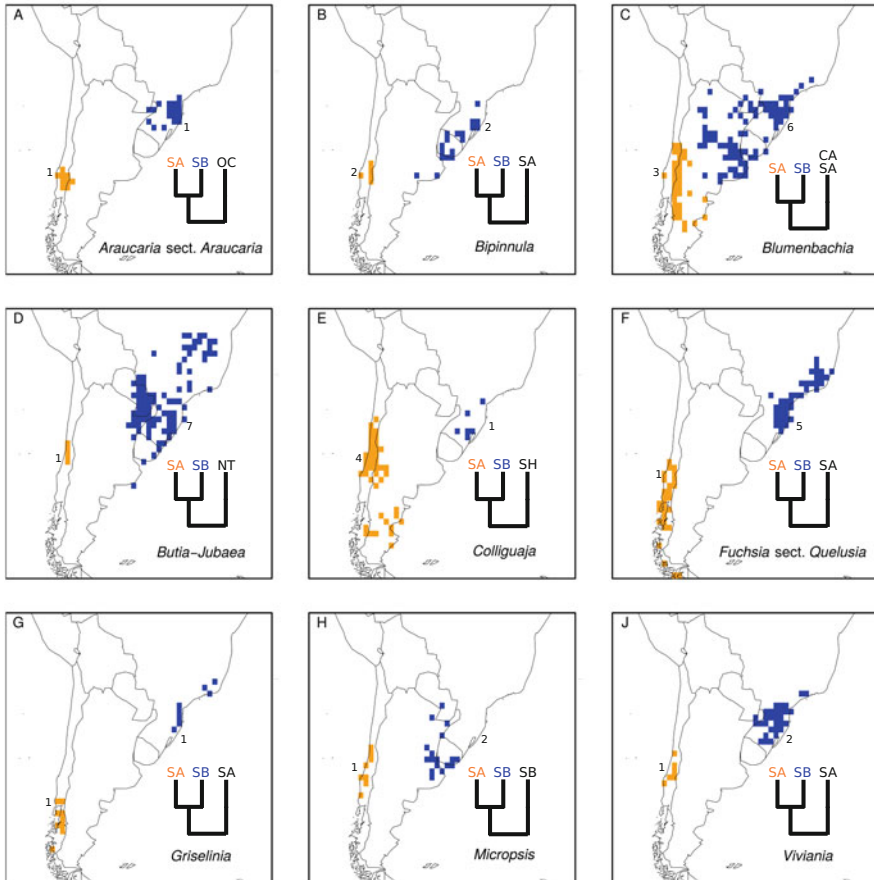 A
1
1
SA SB OC
Araucaria sect. Araucaria
B
2
2
SA SB SA
Bipinnula
C
6
3
CA
SA SB SA
Blumenbachia
D
7
1
SA SB NT
Butia-Jubaea
E
1
4
SA SB SH
Colliguaja
F
5
1
SA SB SA
Fuchsia sect. Quelusia
G
1
1
SA SB SA
Griselinia
H
2
1
SA SB SB
Micropsis
J
2
1
SA SB SA
Viviania